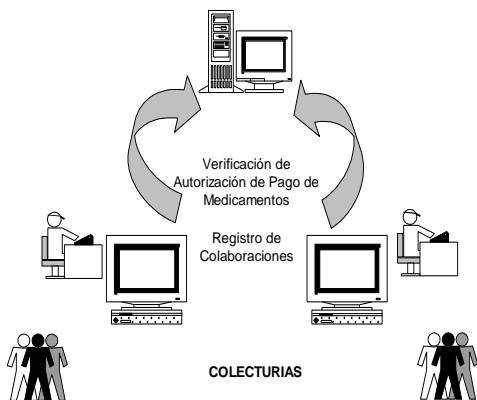 Verificación de
Autorización de Pago de
Medicamentos
Registro de
Colaboraciones
COLECTURIAS